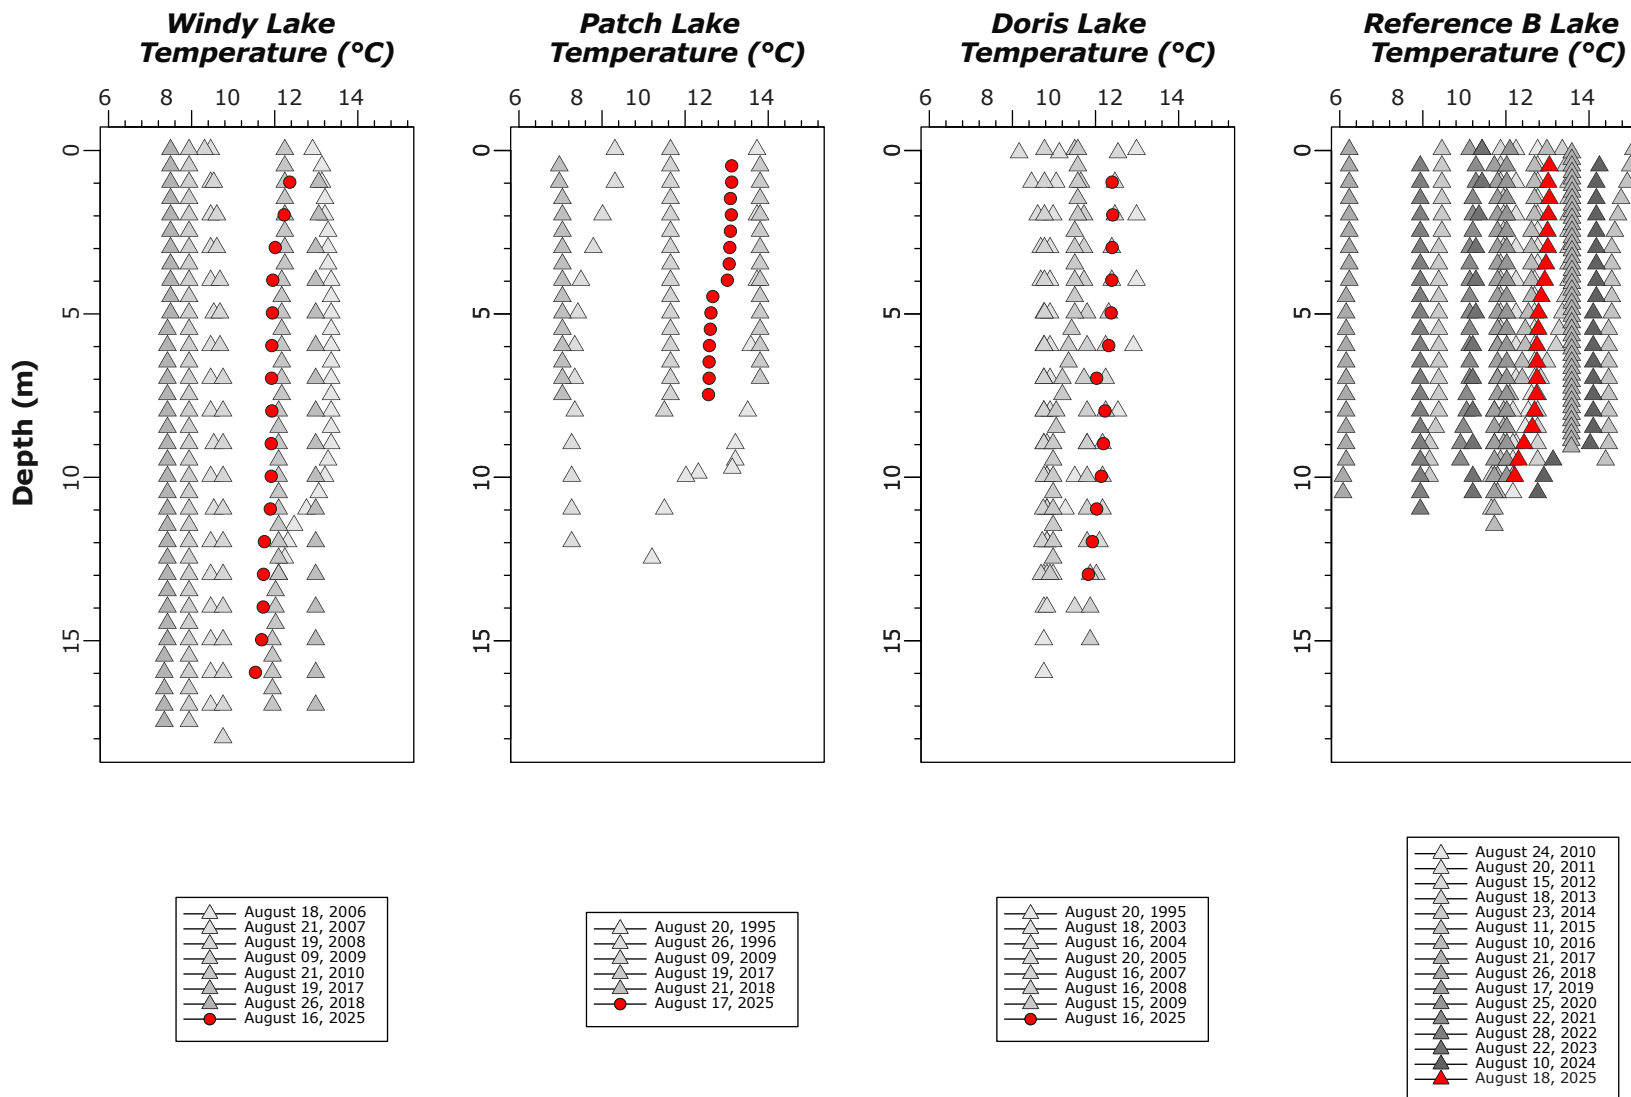 Windy Lake
Temperature (°C)
Patch Lake
Temperature (°C)
Doris Lake
Temperature (°C)
Reference B Lake
Temperature (°C)
6 8 10 12 14
6 8 10 12 14
6 8 10 12 14
6 8 10 12 14
Depth (m)
0
5
10
15
0
5
10
15
0
5
10
15
0
5
10
15
August 18, 2006
August 21, 2007
August 19, 2008
August 09, 2009
August 21, 2010
August 19, 2017
August 26, 2018
August 16, 2025
August 20, 1995
August 26, 1996
August 09, 2009
August 19, 2017
August 21, 2018
August 17, 2025
August 20, 1995
August 18, 2003
August 16, 2004
August 20, 2005
August 16, 2007
August 16, 2008
August 15, 2009
August 16, 2025
August 24, 2010
August 20, 2011
August 15, 2012
August 18, 2013
August 23, 2014
August 11, 2015
August 10, 2016
August 21, 2017
August 26, 2018
August 17, 2019
August 25, 2020
August 22, 2021
August 28, 2022
August 22, 2023
August 10, 2024
August 18, 2025